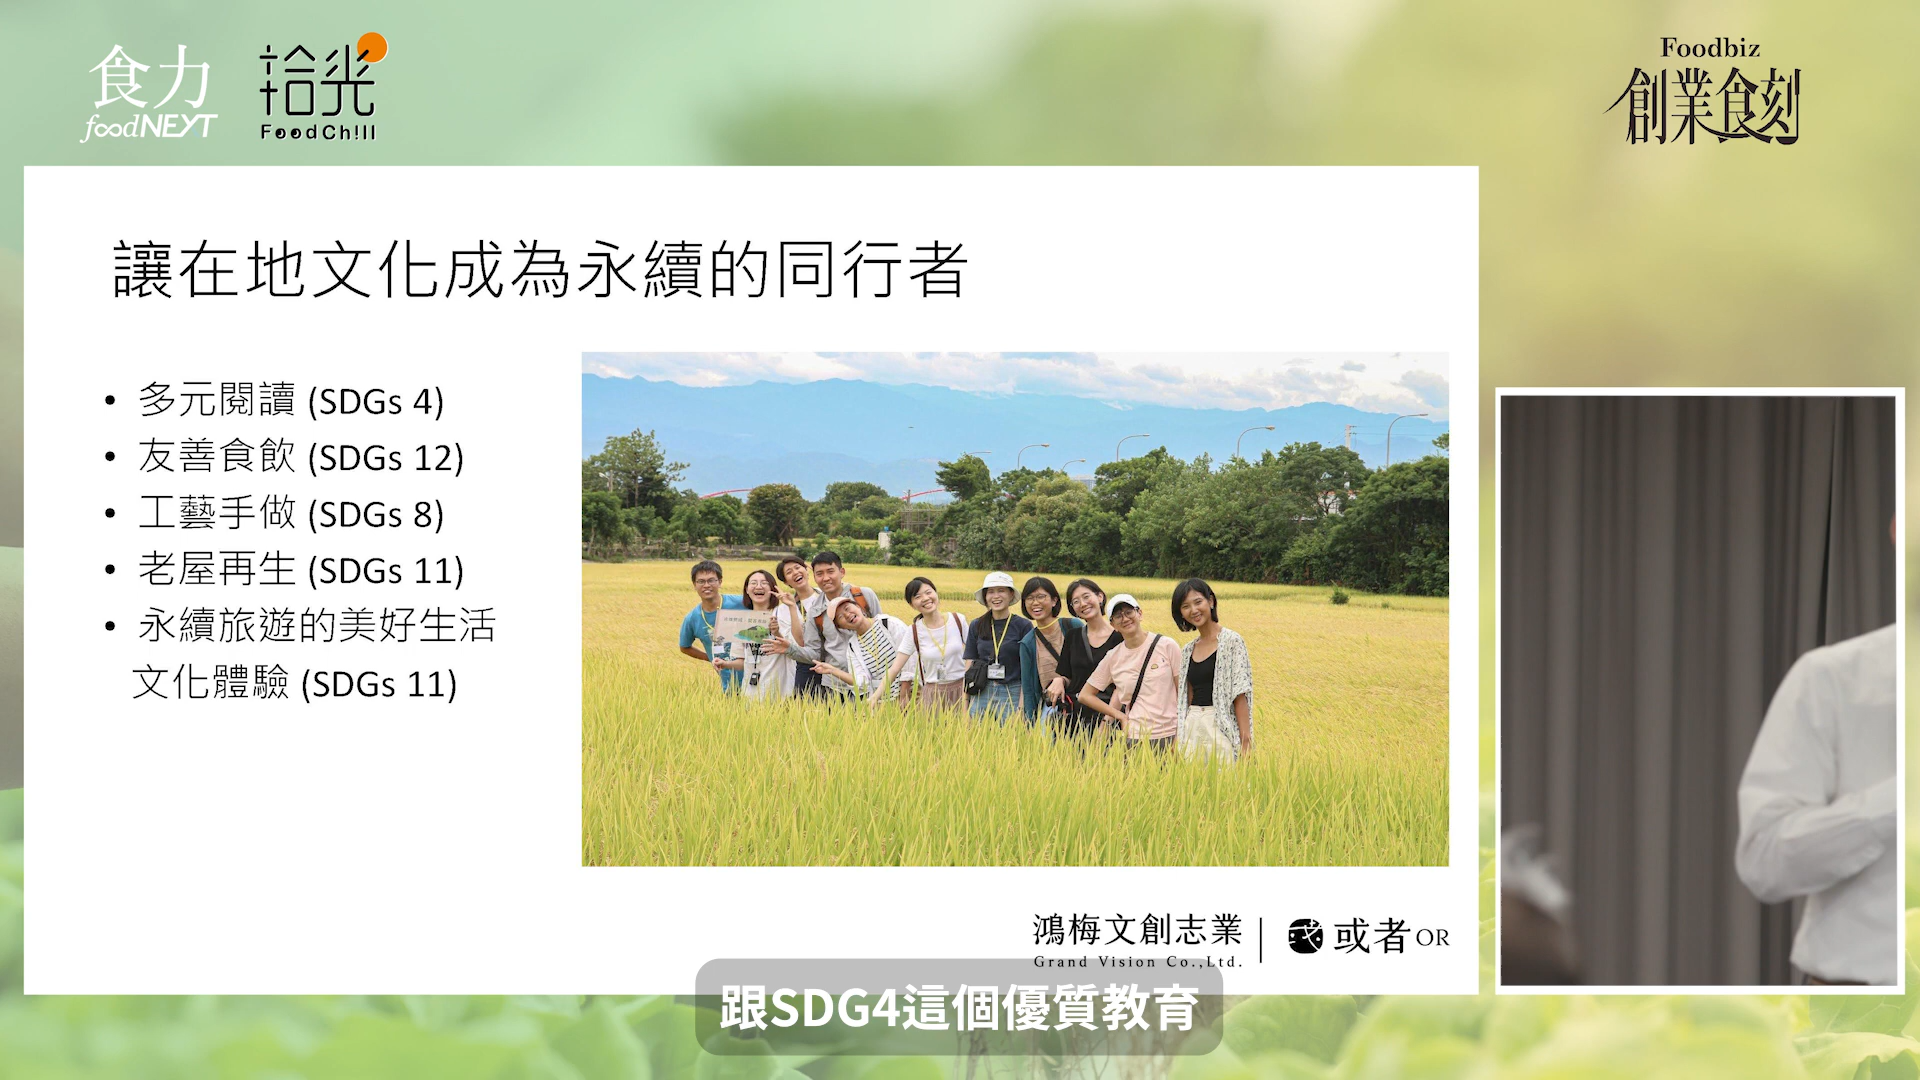 食力
foodNEXT
拾光
FoodCh!ll
Foodbiz
創業食刻
讓在地文化成為永續的同行者
• 多元閱讀 (SDGs 4)
• 友善食飲 (SDGs 12)
• 工藝手做 (SDGs 8)
• 老屋再生 (SDGs 11)
• 永續旅遊的美好生活
文化體驗 (SDGs 11)
鴻梅文創志業
Grand Vision Co.,Ltd.
或者OR
跟SDG4這個優質教育